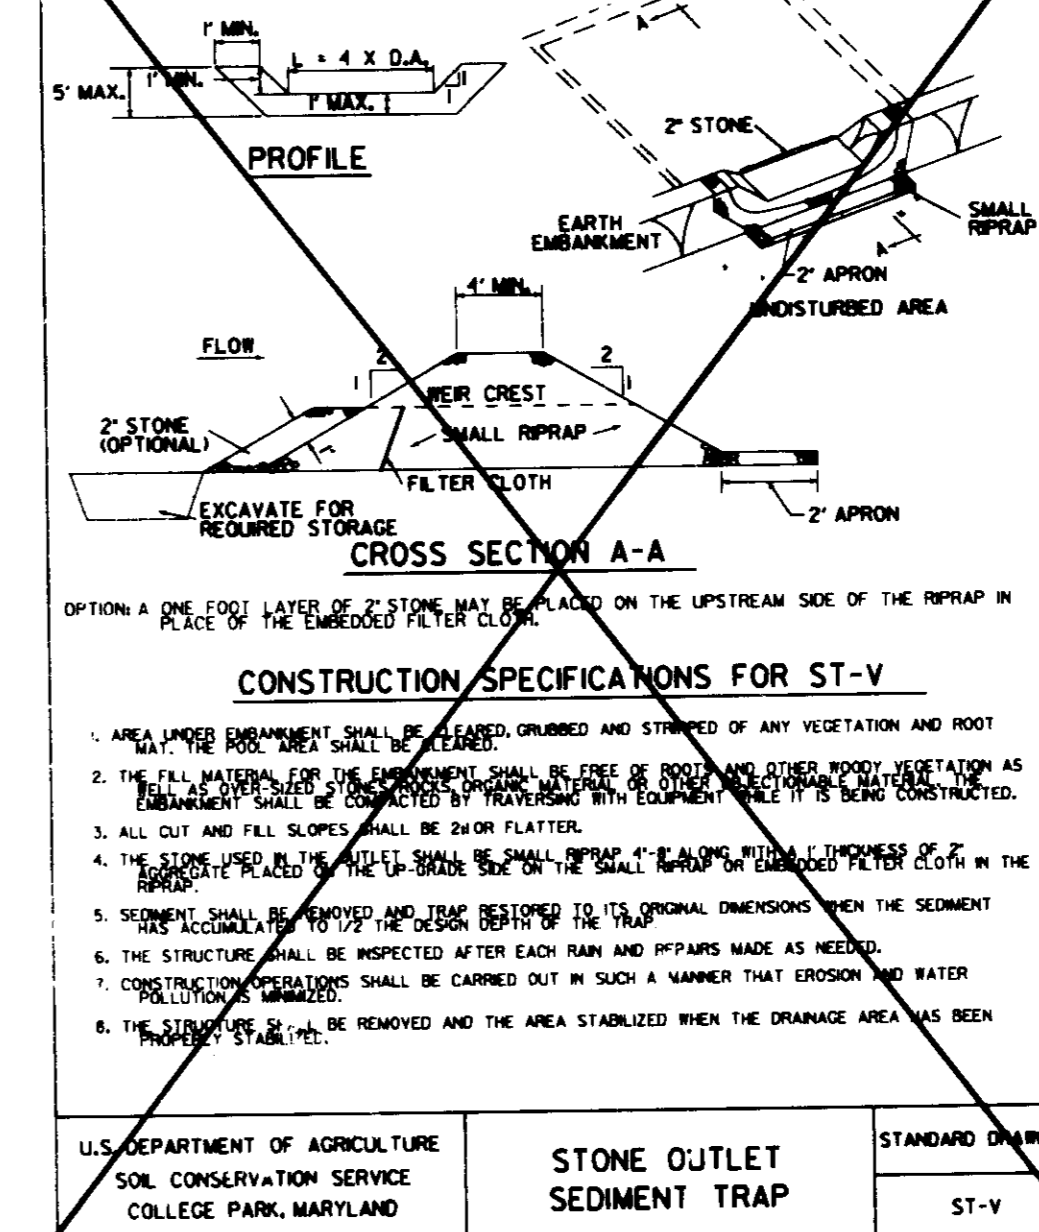 1' MIN.
L = 4 X D.A.
1' MIN.
5' MAX.
1
1
1' MAX.
PROFILE
A
2" STONE
EARTH
EMBANKMENT
SMALL
RIPRAP
A
2' APRON
UNDISTURBED AREA
4' MIN.
FLOW
2
1
2
1
WEIR CREST
2" STONE
(OPTIONAL)
1'
SMALL RIPRAP
FILTER CLOTH
EXCAVATE FOR
REQUIRED STORAGE
2' APRON
CROSS SECTION A-A
OPTION: A ONE FOOT LAYER OF 2" STONE MAY BE PLACED ON THE UPSTREAM SIDE OF THE RIPRAP IN
PLACE OF THE EMBEDDED FILTER CLOTH.
CONSTRUCTION SPECIFICATIONS FOR ST-V
1. AREA UNDER EMBANKMENT SHALL BE CLEARED, GRUBBED AND STRIPPED OF ANY VEGETATION AND ROOT
MAT. THE POOL AREA SHALL BE CLEARED.
2. THE FILL MATERIAL FOR THE EMBANKMENT SHALL BE FREE OF ROOTS AND OTHER WOODY VEGETATION AS
WELL AS OVER-SIZED STONES, ROCKS, ORGANIC MATERIAL OR OTHER OBJECTIONABLE MATERIAL. THE
EMBANKMENT SHALL BE COMPACTED BY TRAVERSING WITH EQUIPMENT WHILE IT IS BEING CONSTRUCTED.
3. ALL CUT AND FILL SLOPES SHALL BE 2:1 OR FLATTER.
4. THE STONE USED IN THE OUTLET SHALL BE SMALL RIPRAP 4"-8" ALONG WITH A 1' THICKNESS OF 2"
AGGREGATE PLACED ON THE UP-GRADE SIDE ON THE SMALL RIPRAP OR EMBEDDED FILTER CLOTH IN THE
RIPRAP.
5. SEDIMENT SHALL BE REMOVED AND TRAP RESTORED TO ITS ORIGINAL DIMENSIONS WHEN THE SEDIMENT
HAS ACCUMULATED TO 1/2 THE DESIGN DEPTH OF THE TRAP
6. THE STRUCTURE SHALL BE INSPECTED AFTER EACH RAIN AND REPAIRS MADE AS NEEDED.
7. CONSTRUCTION OPERATIONS SHALL BE CARRIED OUT IN SUCH A MANNER THAT EROSION AND WATER
POLLUTION IS MINIMIZED.
8. THE STRUCTURE SHALL BE REMOVED AND THE AREA STABILIZED WHEN THE DRAINAGE AREA HAS BEEN
PROPERLY STABILIZED.
U.S. DEPARTMENT OF AGRICULTURE
SOIL CONSERVATION SERVICE
COLLEGE PARK, MARYLAND
STONE OUTLET
SEDIMENT TRAP
STANDARD
ST-V